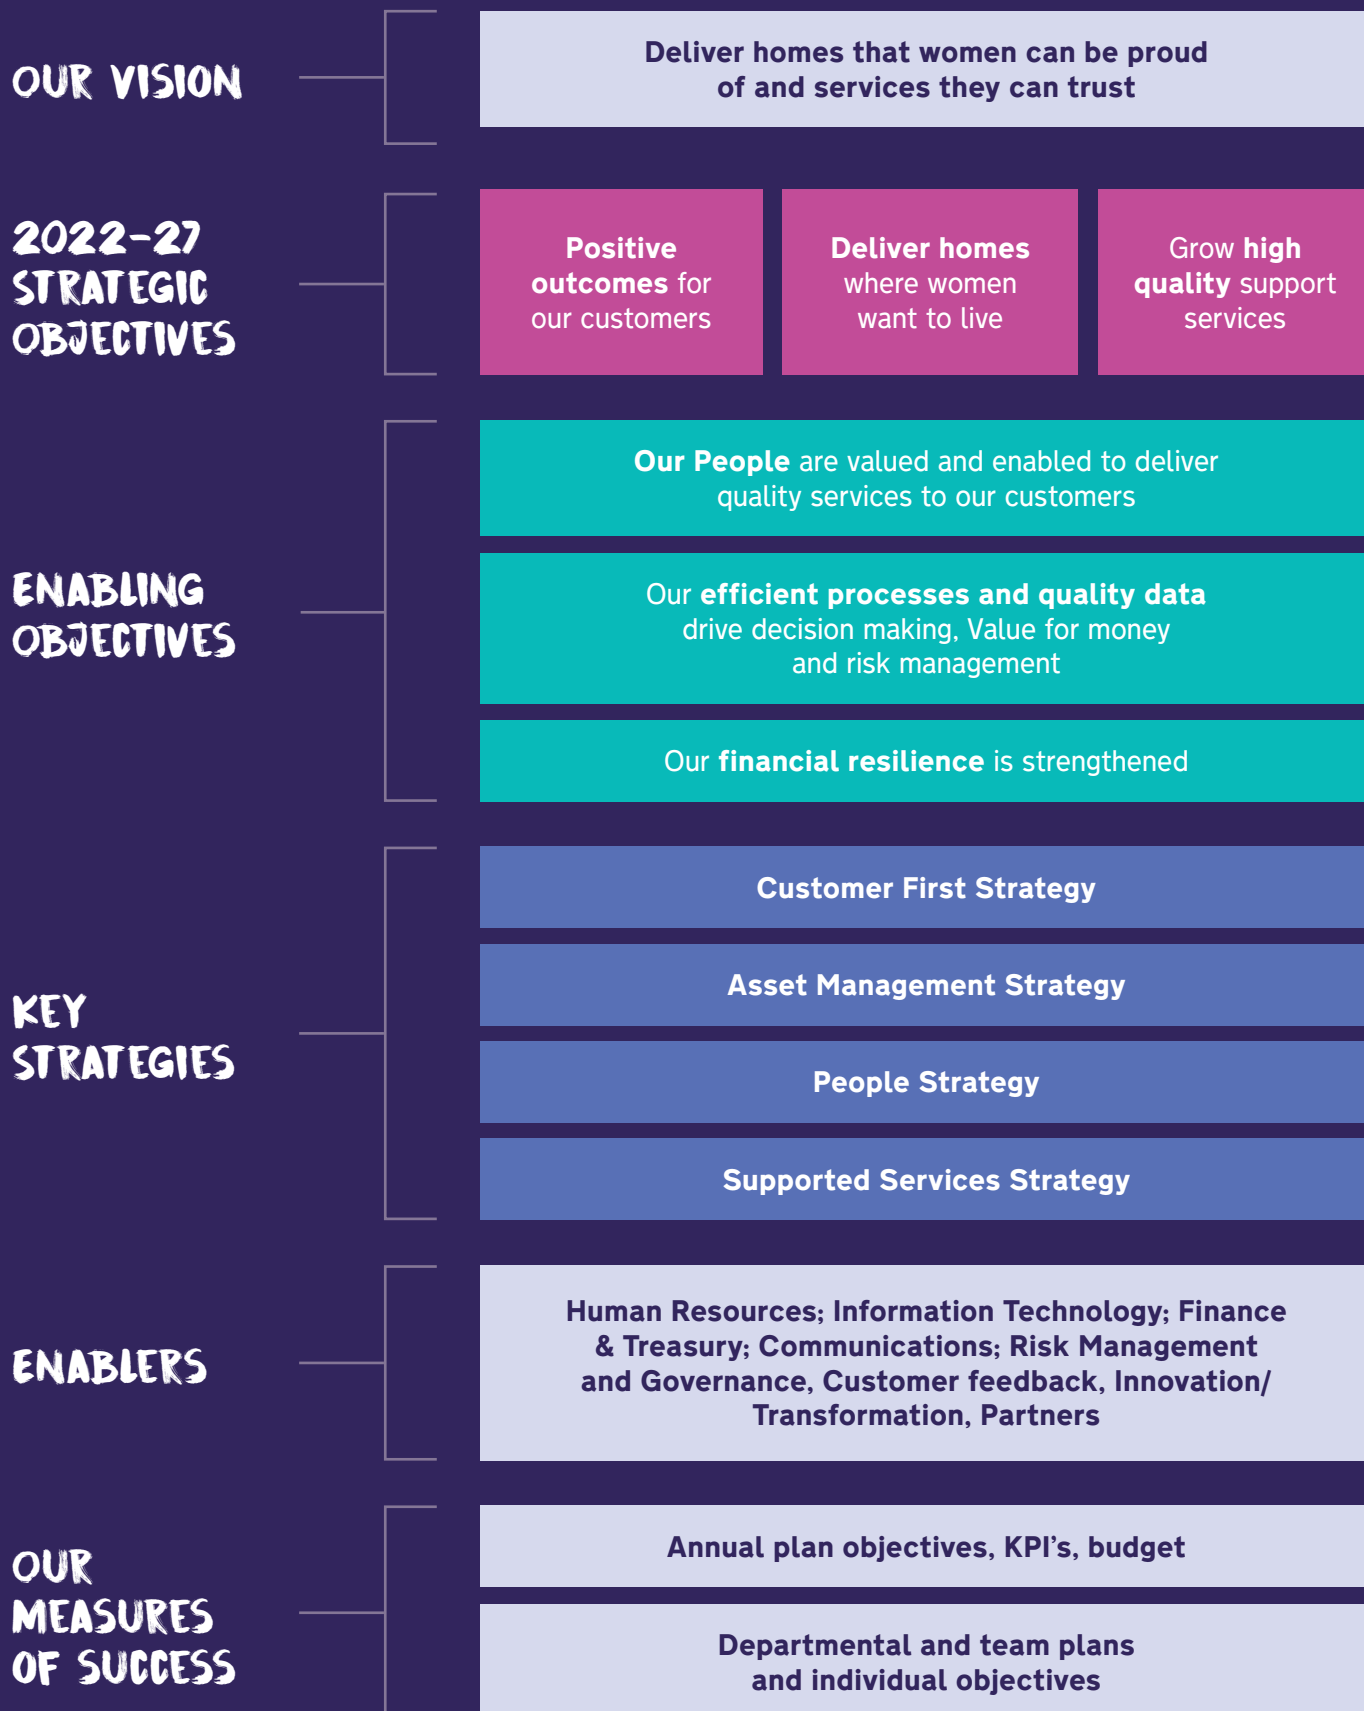 OUR VISION
Deliver homes that women can be proud
of and services they can trust
2022-27
STRATEGIC
OBJECTIVES
Positive
outcomes for
our customers
Deliver homes
where women
want to live
Grow high
quality support
services
ENABLING
OBJECTIVES
Our People are valued and enabled to deliver
quality services to our customers
Our efficient processes and quality data
drive decision making, Value for money
and risk management
Our financial resilience is strengthened
KEY
STRATEGIES
Customer First Strategy
Asset Management Strategy
People Strategy
Supported Services Strategy
ENABLERS
Human Resources; Information Technology; Finance
& Treasury; Communications; Risk Management
and Governance, Customer feedback, Innovation/
Transformation, Partners
OUR
MEASURES
OF SUCCESS
Annual plan objectives, KPI's, budget
Departmental and team plans
and individual objectives